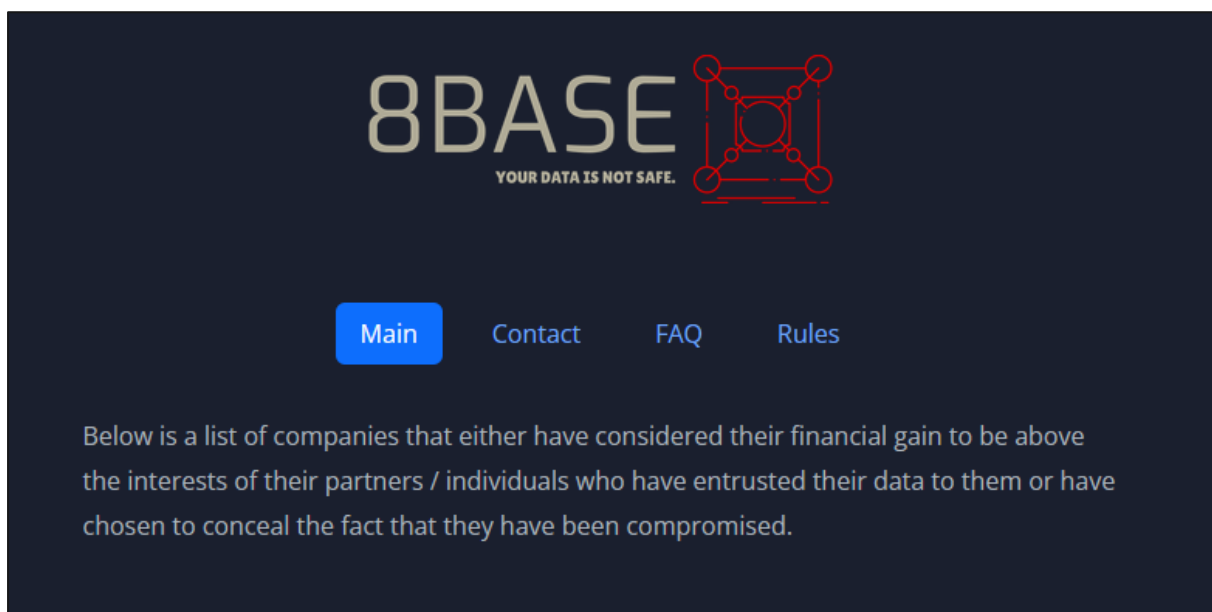 8BASE
YOUR DATA IS NOT SAFE.
Main Contact FAQ Rules
Below is a list of companies that either have considered their financial gain to be above
the interests of their partners / individuals who have entrusted their data to them or have
chosen to conceal the fact that they have been compromised.